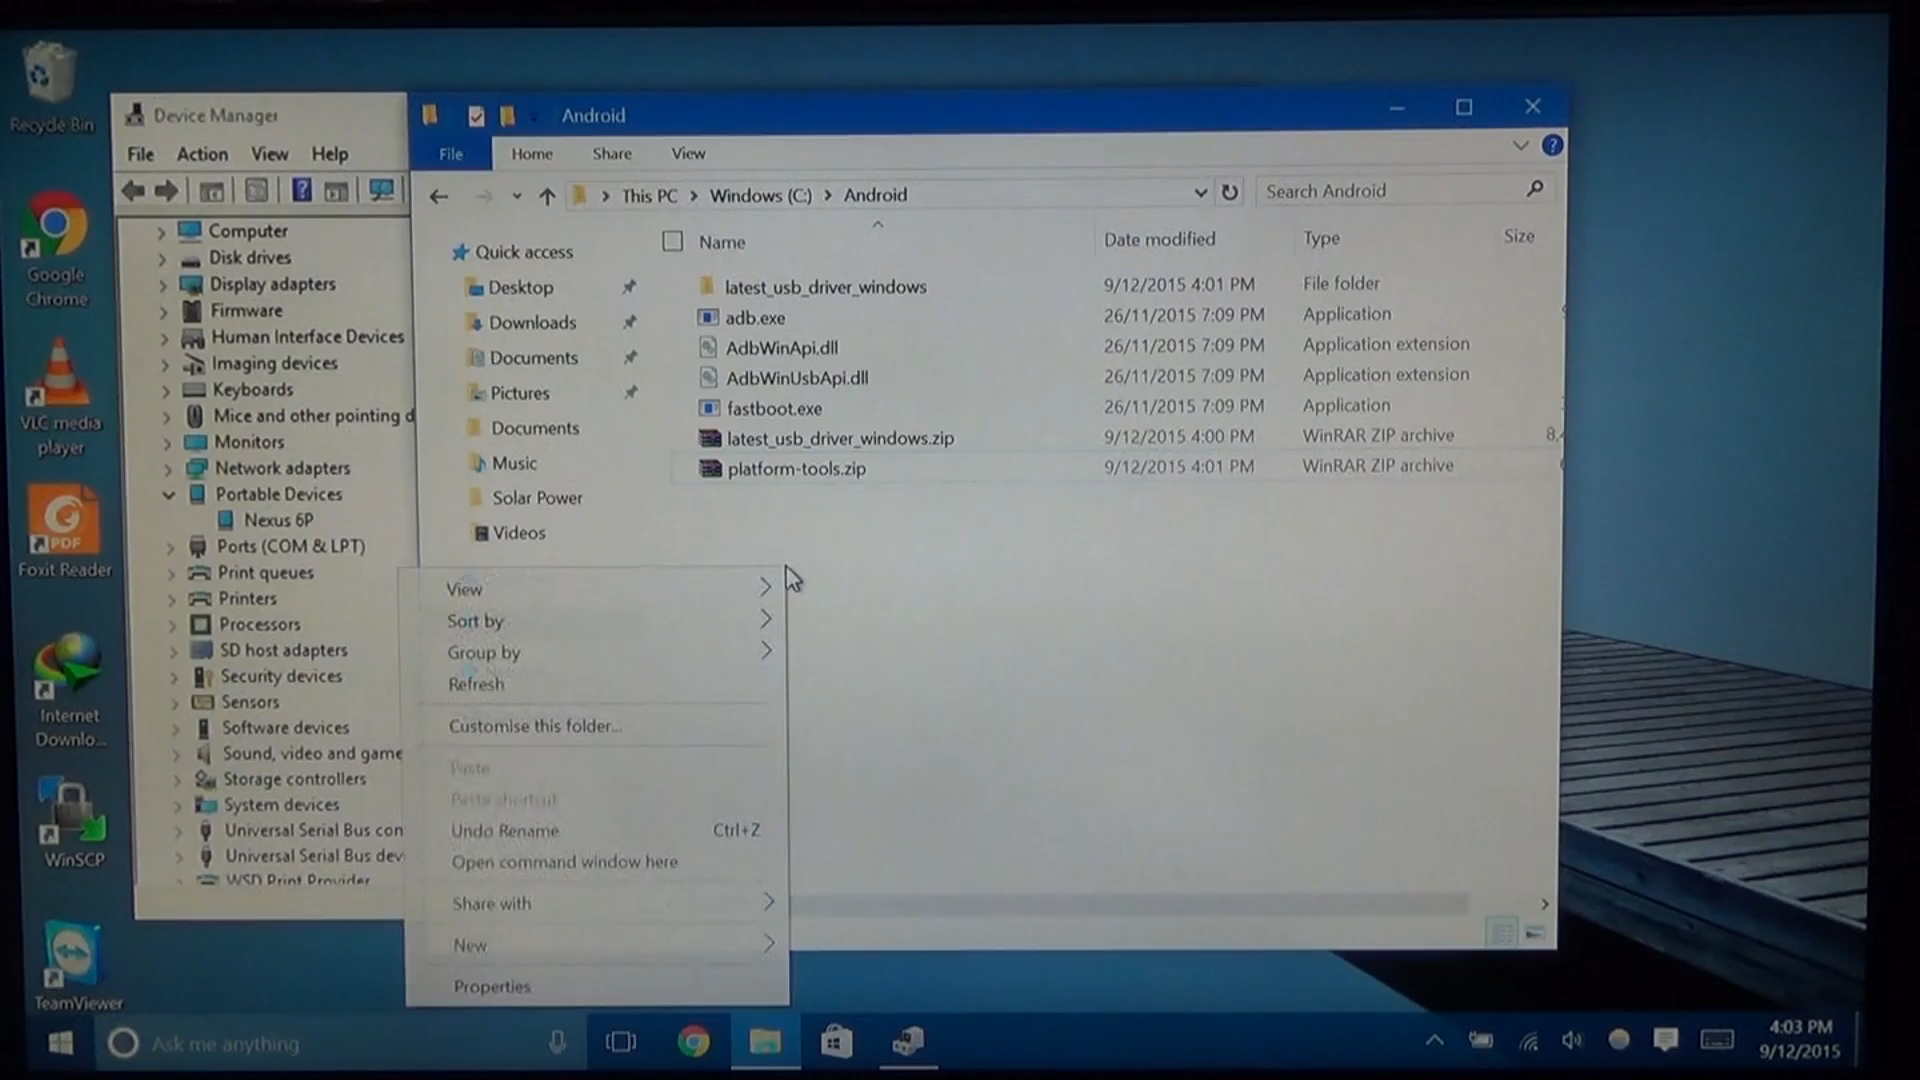 Recycle Bin
Google
Chrome
VLC media
player
PDF
Foxit Reader
Internet
Downlo...
WinSCP
TeamViewer
Device Manager
File Action View Help
Computer
Disk drives
Display adapters
Firmware
Human Interface Devices
Imaging devices
Keyboards
Mice and other pointing d
Monitors
Network adapters
Portable Devices
Nexus 6P
Ports (COM & LPT)
Print queues
Printers
Processors
SD host adapters
Security devices
Sensors
Software devices
Sound, video and game
Storage controllers
System devices
Universal Serial Bus con
Universal Serial Bus dev
WSD Print Provider
Android
File Home Share View
This PC > Windows (C:) > Android
Search Android
Quick access
Desktop
Downloads
Documents
Pictures
Documents
Music
Solar Power
Videos
Name Date modified Type Size
latest_usb_driver_windows 9/12/2015 4:01 PM File folder
adb.exe 26/11/2015 7:09 PM Application
AdbWinApi.dll 26/11/2015 7:09 PM Application extension
AdbWinUsbApi.dll 26/11/2015 7:09 PM Application extension
fastboot.exe 26/11/2015 7:09 PM Application
latest_usb_driver_windows.zip 9/12/2015 4:00 PM WinRAR ZIP archive 8,
platform-tools.zip 9/12/2015 4:01 PM WinRAR ZIP archive
View
Sort by
Group by
Refresh
Customise this folder...
Paste
Paste shortcut
Undo Rename Ctrl+Z
Open command window here
Share with
New
Properties
Ask me anything
4:03 PM
9/12/2015